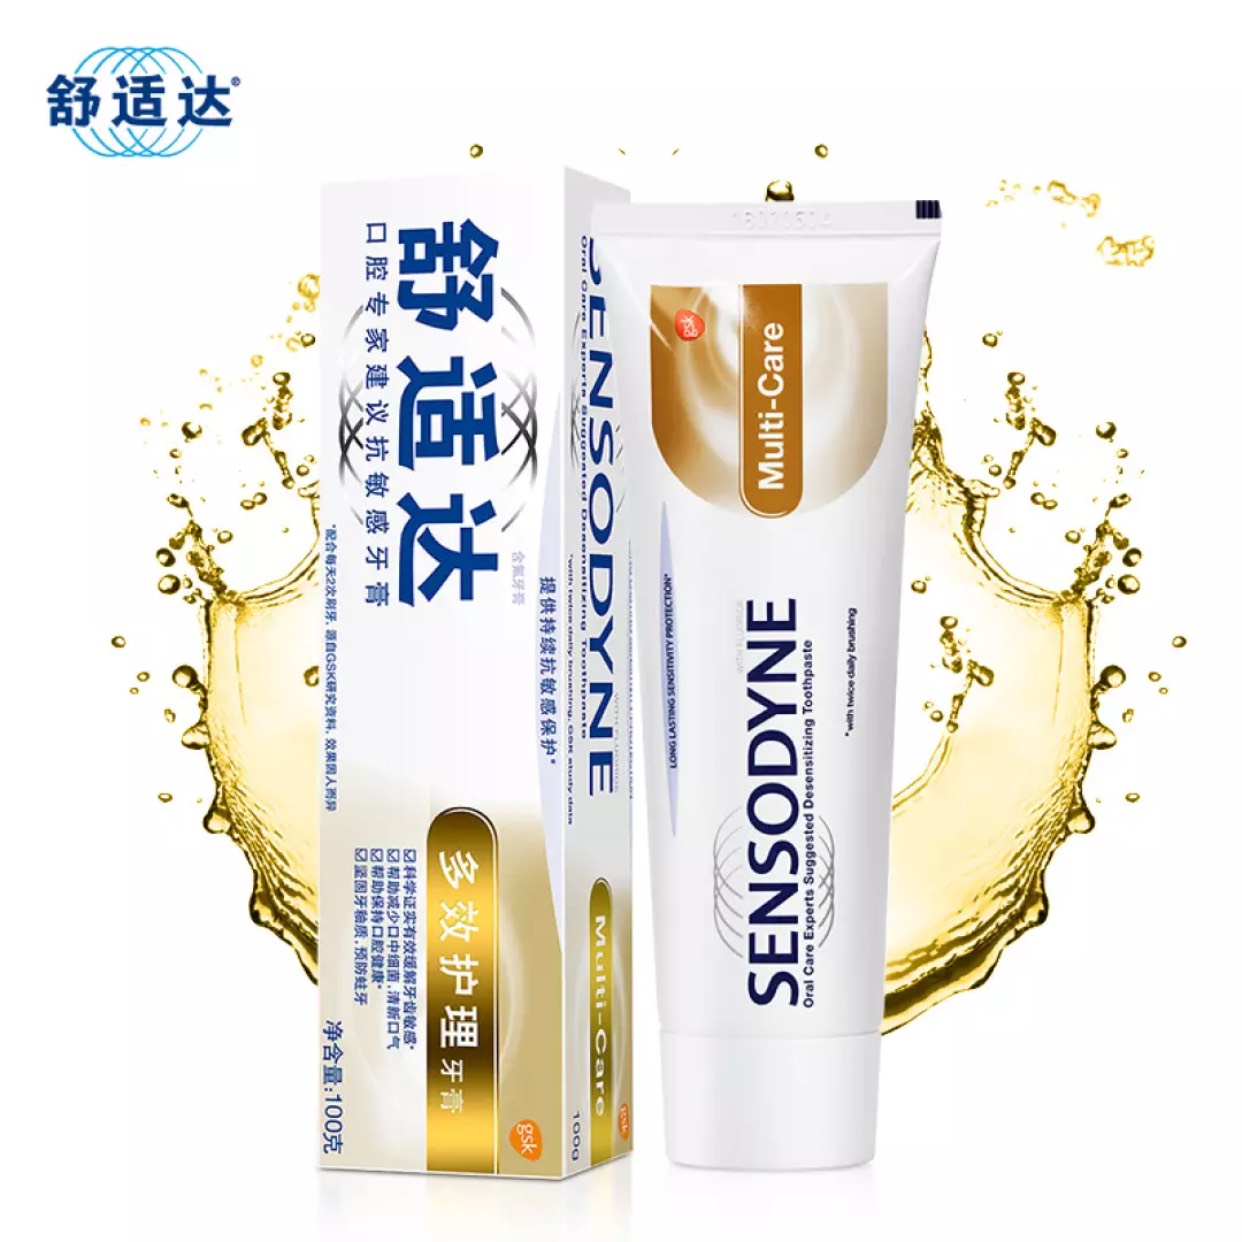 舒适达®
舒适达
口腔专家建议抗敏感牙膏
含氟牙膏
提供持续抗敏感保护*
*配合每天2次刷牙，源自GSK研究资料，效果因人而异
多效护理牙膏
☑科学证实有效缓解牙齿敏感*
☑帮助减少口中细菌，清新口气
☑帮助保持口腔健康*
☑坚固牙釉质，预防蛀牙
净含量:100克
gsk
SENSODYNE
Oral Care Experts Suggested Desensitizing Toothpaste
WITH FLUORIDE
*with twice daily brushing, GSK study data
Multi-Care
100g
gsk
gsk
Multi-Care
LONG LASTING SENSITIVITY PROTECTION*
WITH FLUORIDE
SENSODYNE
Oral Care Experts Suggested Desensitizing Toothpaste
*with twice daily brushing